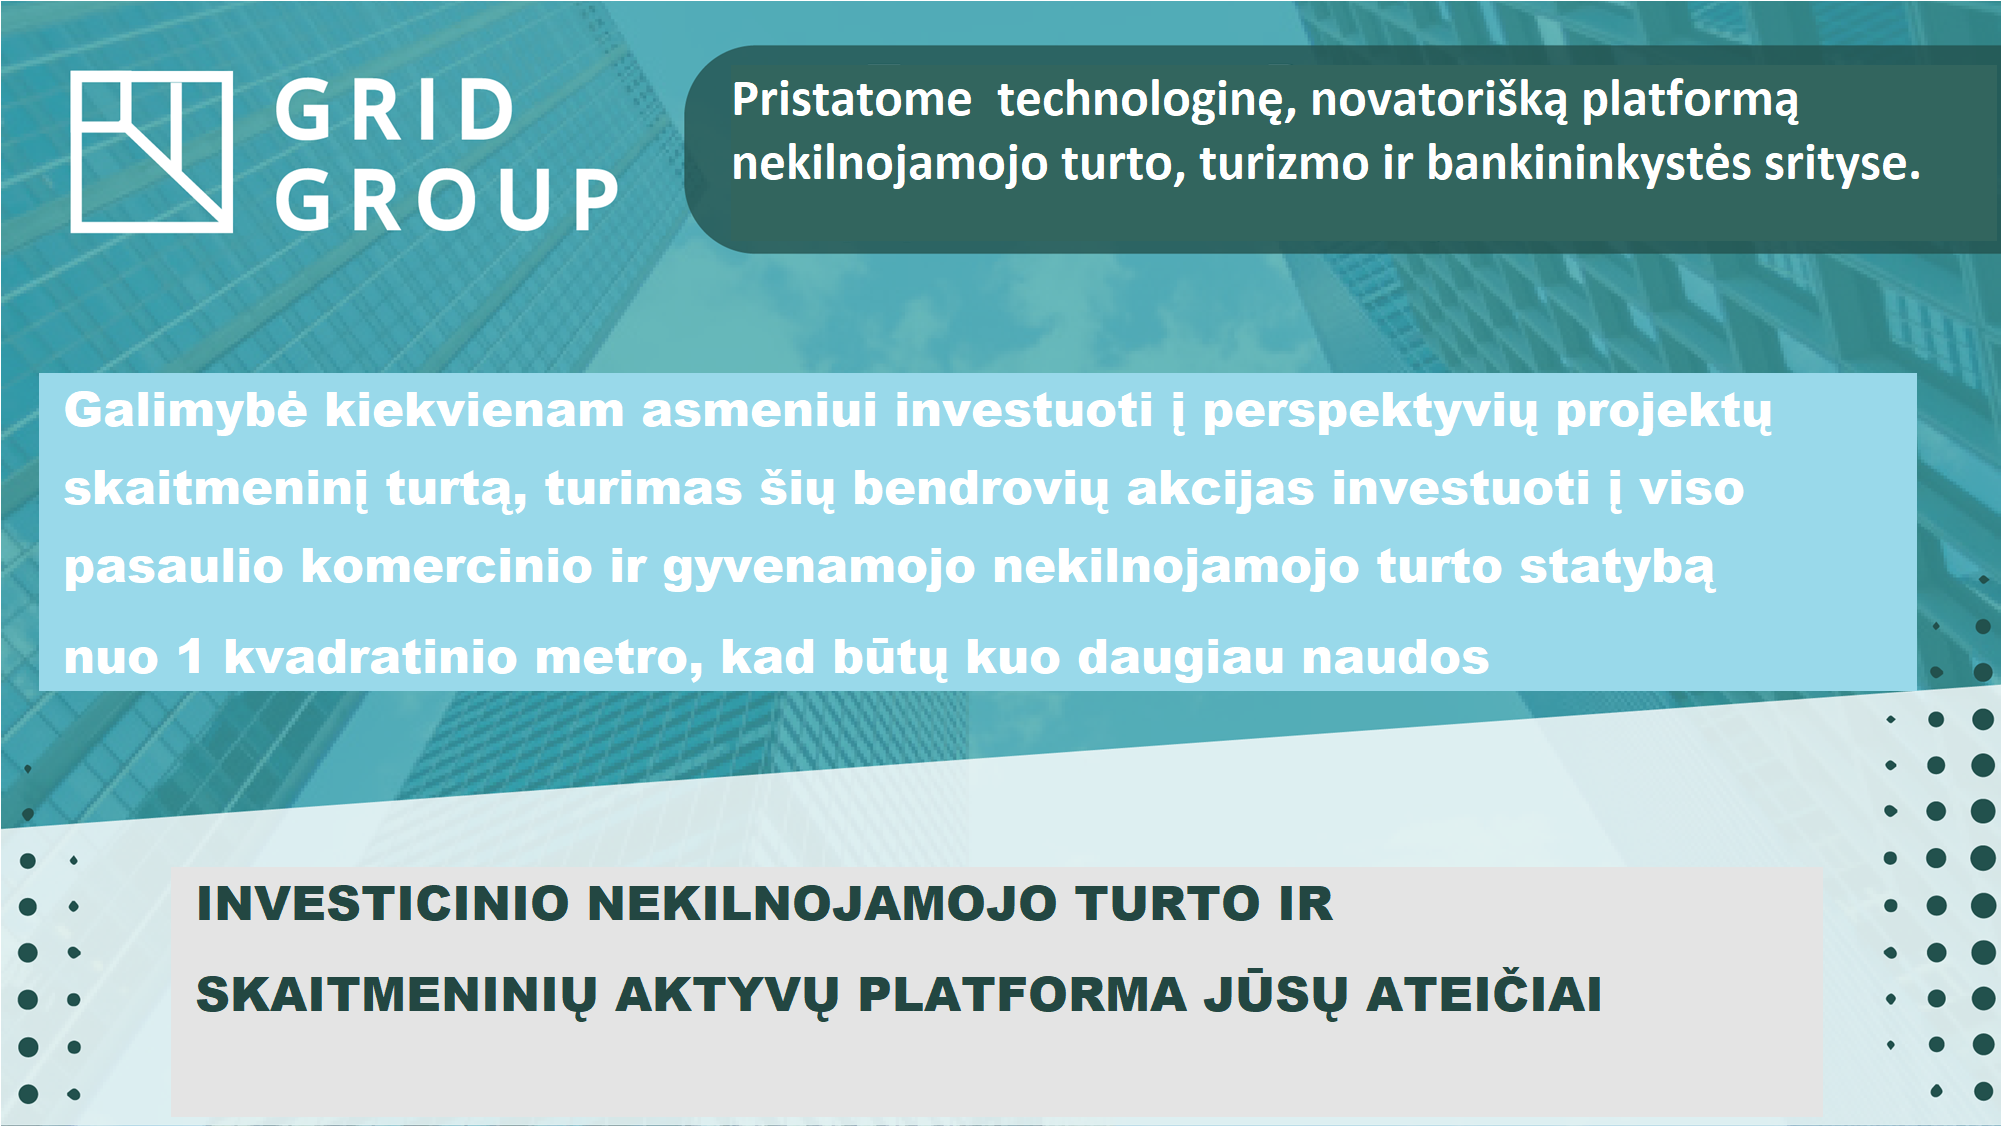 GRID
GROUP
Pristatome  technologinę, novatorišką platformą
nekilnojamojo turto, turizmo ir bankininkystės srityse.
Galimybė kiekvienam asmeniui investuoti į perspektyvių projektų
skaitmeninį turtą, turimas šių bendrovių akcijas investuoti į viso
pasaulio komercinio ir gyvenamojo nekilnojamojo turto statybą
nuo 1 kvadratinio metro, kad būtų kuo daugiau naudos
INVESTICINIO NEKILNOJAMOJO TURTO IR
SKAITMENINIŲ AKTYVŲ PLATFORMA JŪSŲ ATEIČIAI